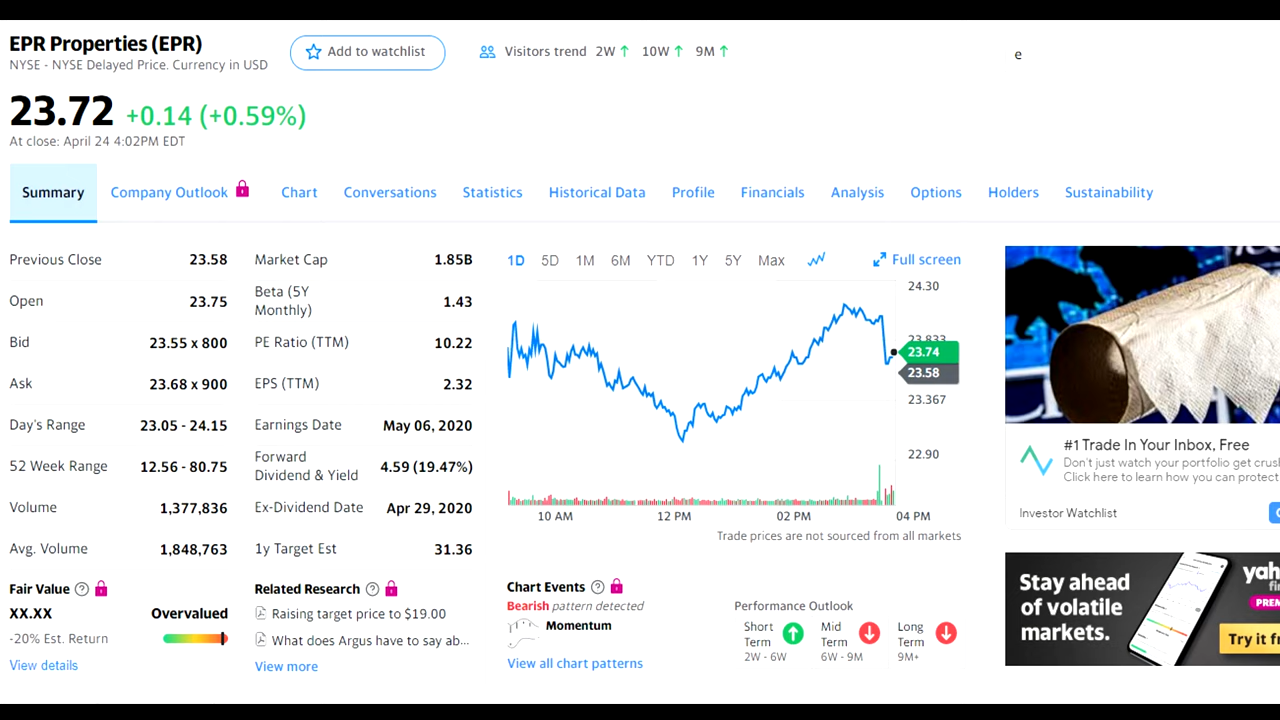 EPR Properties (EPR)
NYSE - NYSE Delayed Price. Currency in USD
Add to watchlist
Visitors trend 2W ↑ 10W ↑ 9M ↑
e
23.72 +0.14 (+0.59%)
At close: April 24 4:02PM EDT
Summary Company Outlook Chart Conversations Statistics Historical Data Profile Financials Analysis Options Holders Sustainability
Previous Close 23.58
Open 23.75
Bid 23.55 x 800
Ask 23.68 x 900
Day's Range 23.05 - 24.15
52 Week Range 12.56 - 80.75
Volume 1,377,836
Avg. Volume 1,848,763
Market Cap 1.85B
Beta (5Y
Monthly) 1.43
PE Ratio (TTM) 10.22
EPS (TTM) 2.32
Earnings Date May 06, 2020
Forward
Dividend & Yield 4.59 (19.47%)
Ex-Dividend Date Apr 29, 2020
1y Target Est 31.36
1D 5D 1M 6M YTD 1Y 5Y Max
Full screen
24.30
23.833
23.74
23.58
23.367
22.90
10 AM 12 PM 02 PM 04 PM
Trade prices are not sourced from all markets
Fair Value
XX.XX Overvalued
-20% Est. Return
View details
Related Research
Raising target price to $19.00
What does Argus have to say ab...
View more
Chart Events
Bearish pattern detected
Momentum
View all chart patterns
Performance Outlook
Short
Term
2W - 6W
Mid
Term
6W - 9M
Long
Term
9M+
#1 Trade In Your Inbox, Free
Don't just watch your portfolio get crus
Click here to learn how you can protect
Investor Watchlist
Stay ahead
of volatile
markets.
yah
fin
PREM
Try it fr